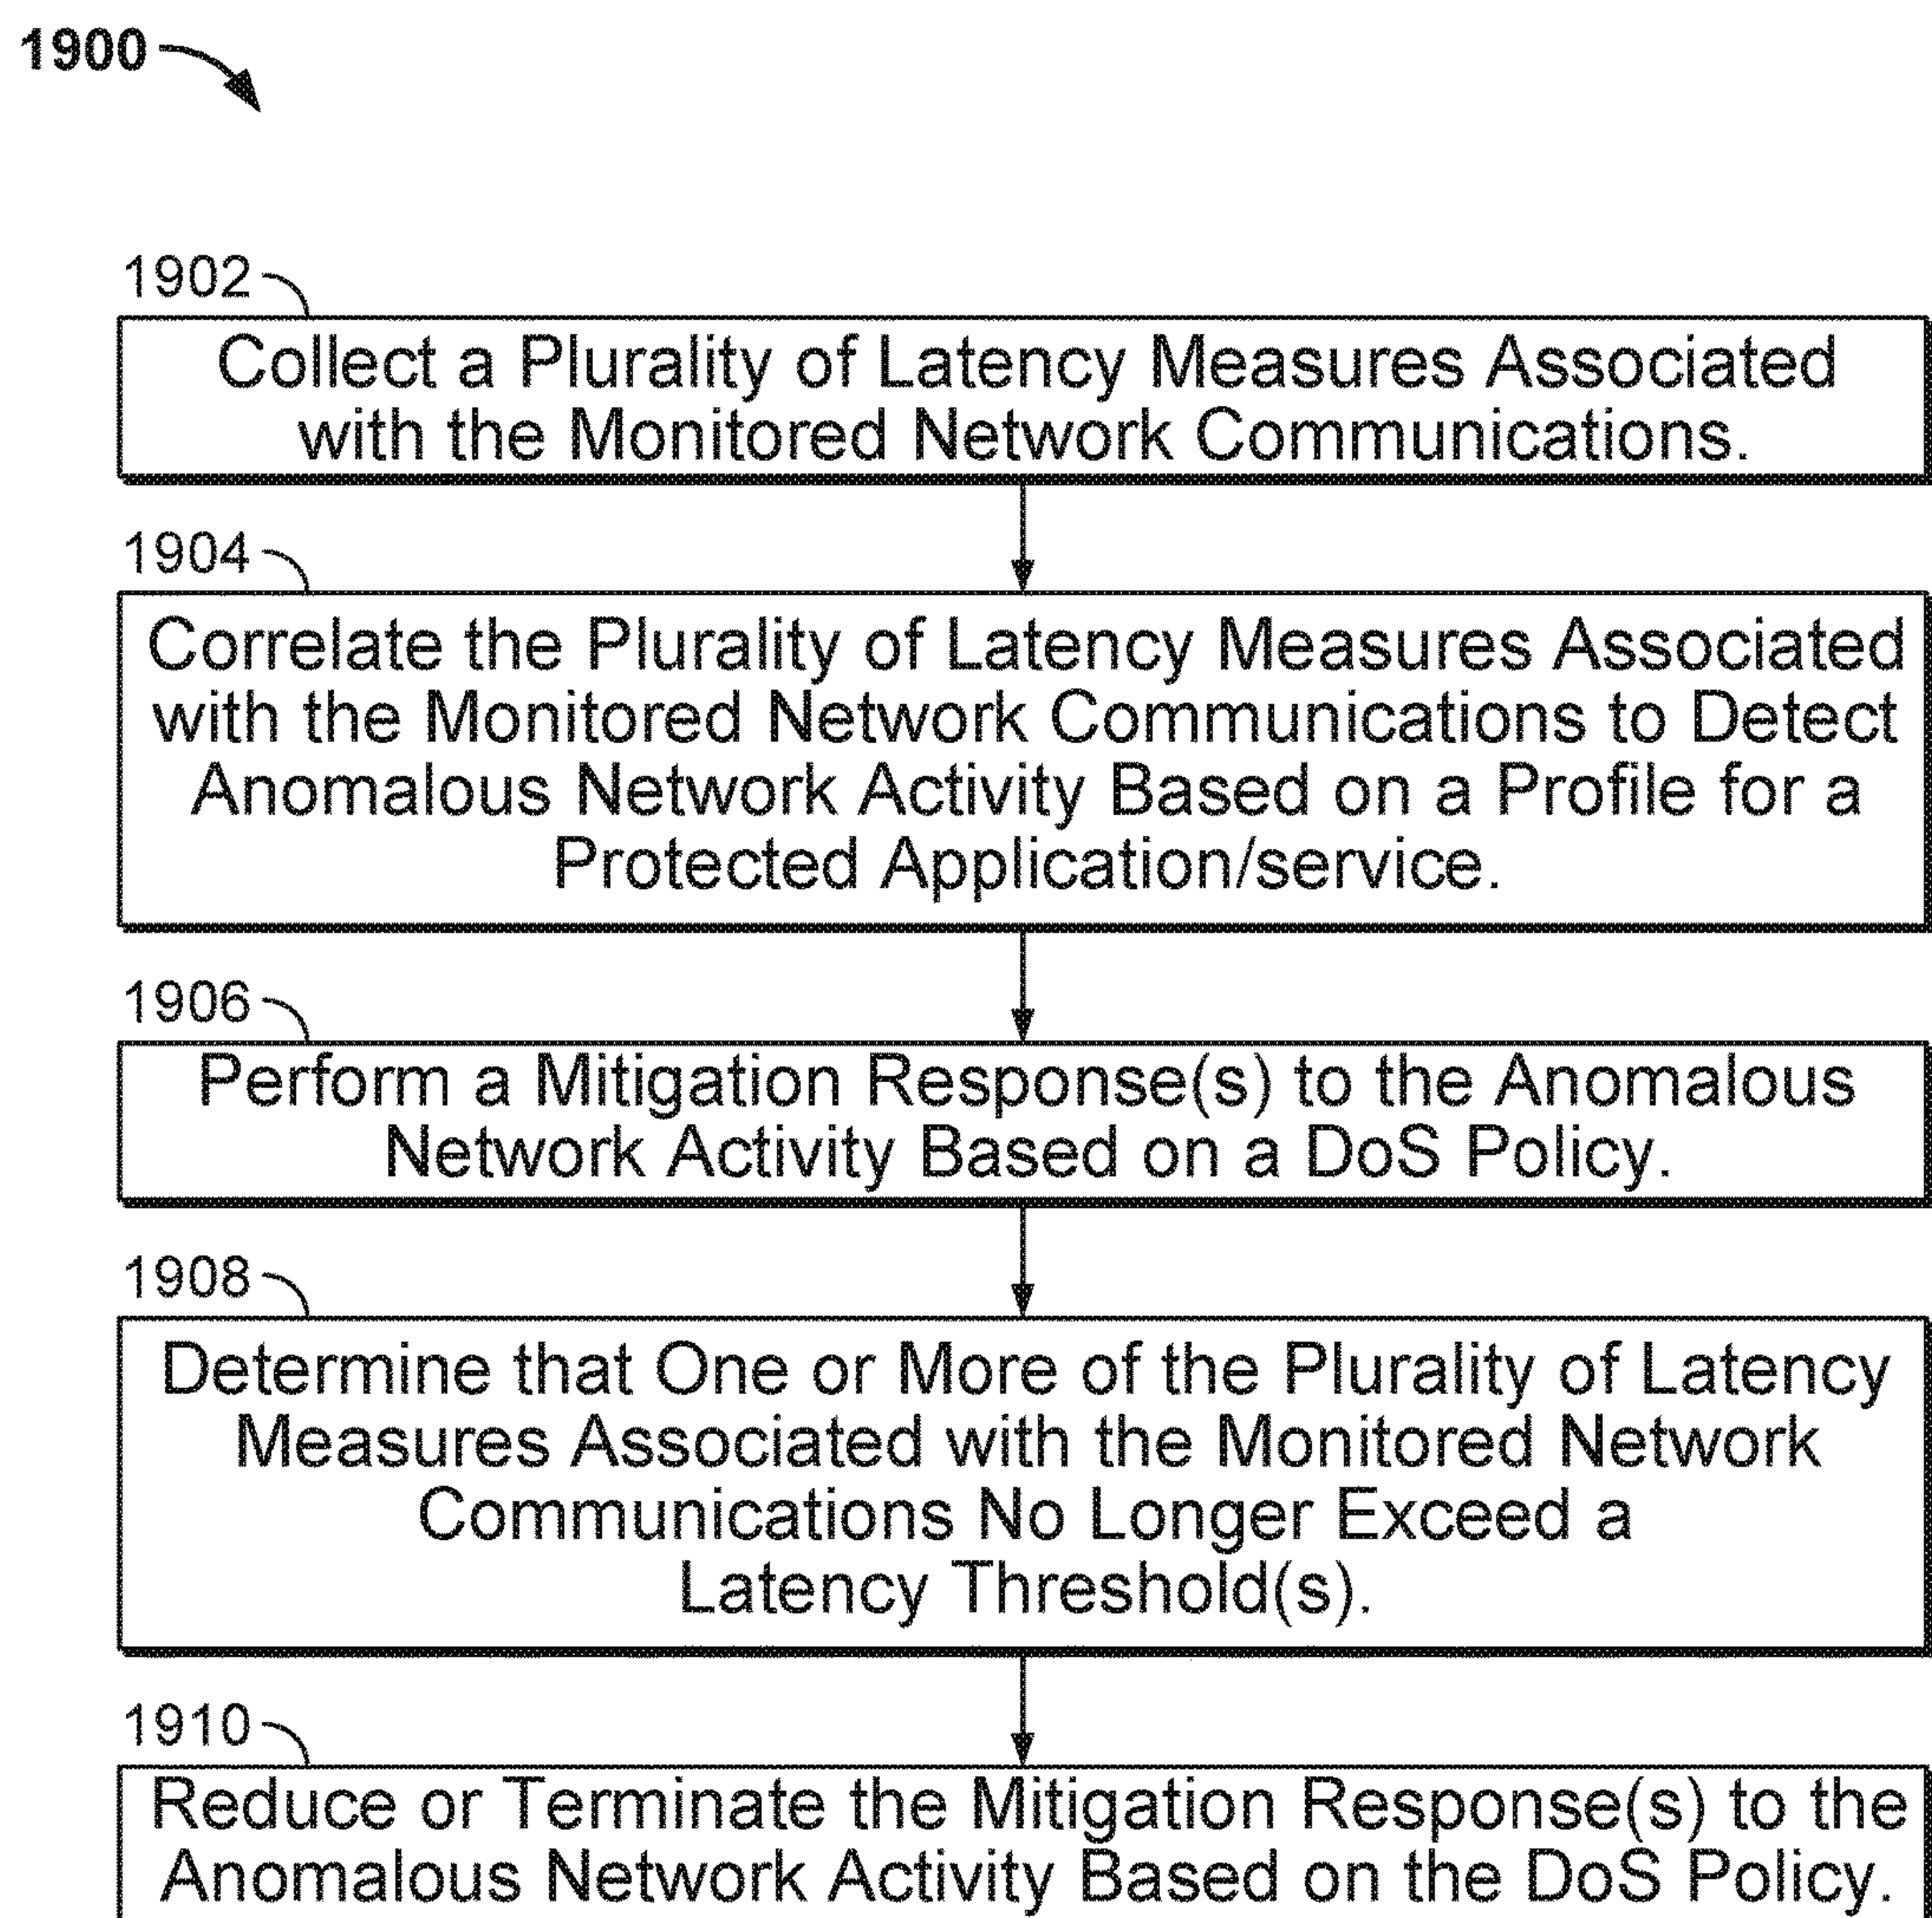 1900
1902
Collect a Plurality of Latency Measures Associated
with the Monitored Network Communications.
1904
Correlate the Plurality of Latency Measures Associated
with the Monitored Network Communications to Detect
Anomalous Network Activity Based on a Profile for a
Protected Application/service.
1906
Perform a Mitigation Response(s) to the Anomalous
Network Activity Based on a DoS Policy.
1908
Determine that One or More of the Plurality of Latency
Measures Associated with the Monitored Network
Communications No Longer Exceed a
Latency Threshold(s).
1910
Reduce or Terminate the Mitigation Response(s) to the
Anomalous Network Activity Based on the DoS Policy.